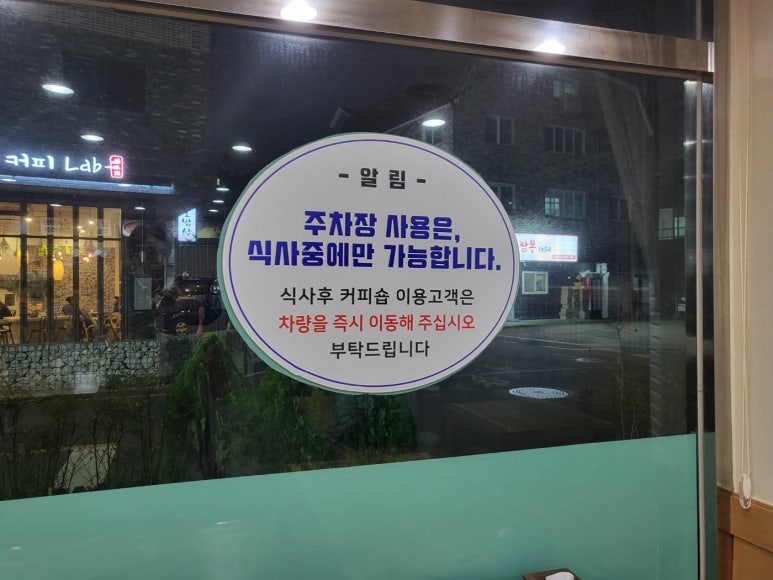 커피 Lab
- 알 림 -
주차장 사용은,
식사중에만 가능합니다.
식사후 커피숍 이용고객은
차량을 즉시 이동해 주십시오
부탁드립니다
1650